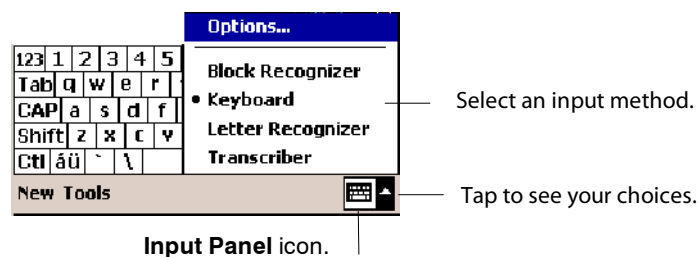 Options...
123 1 2 3 4 5
Block Recognizer
Tab q w e r
Keyboard
Select an input method.
CAP a s d f
Letter Recognizer
Shift z x c v
Transcriber
Ctl áü ` \
New Tools
Tap to see your choices.
Input Panel icon.